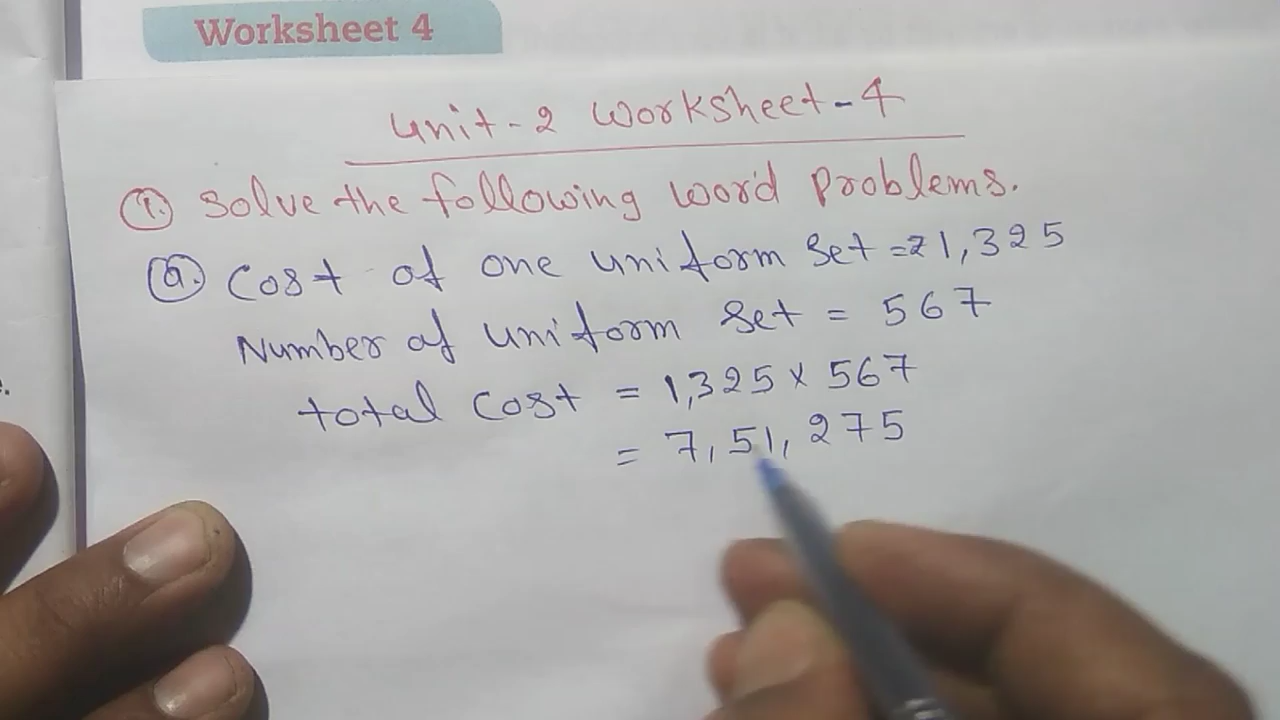 Worksheet 4
Unit-2 Worksheet-4
1. Solve the following word Problems.
a. Cost of one uniform Set = ₹1,325
Number of uniform Set = 567
total Cost = 1,325 × 567
= 7,51,275